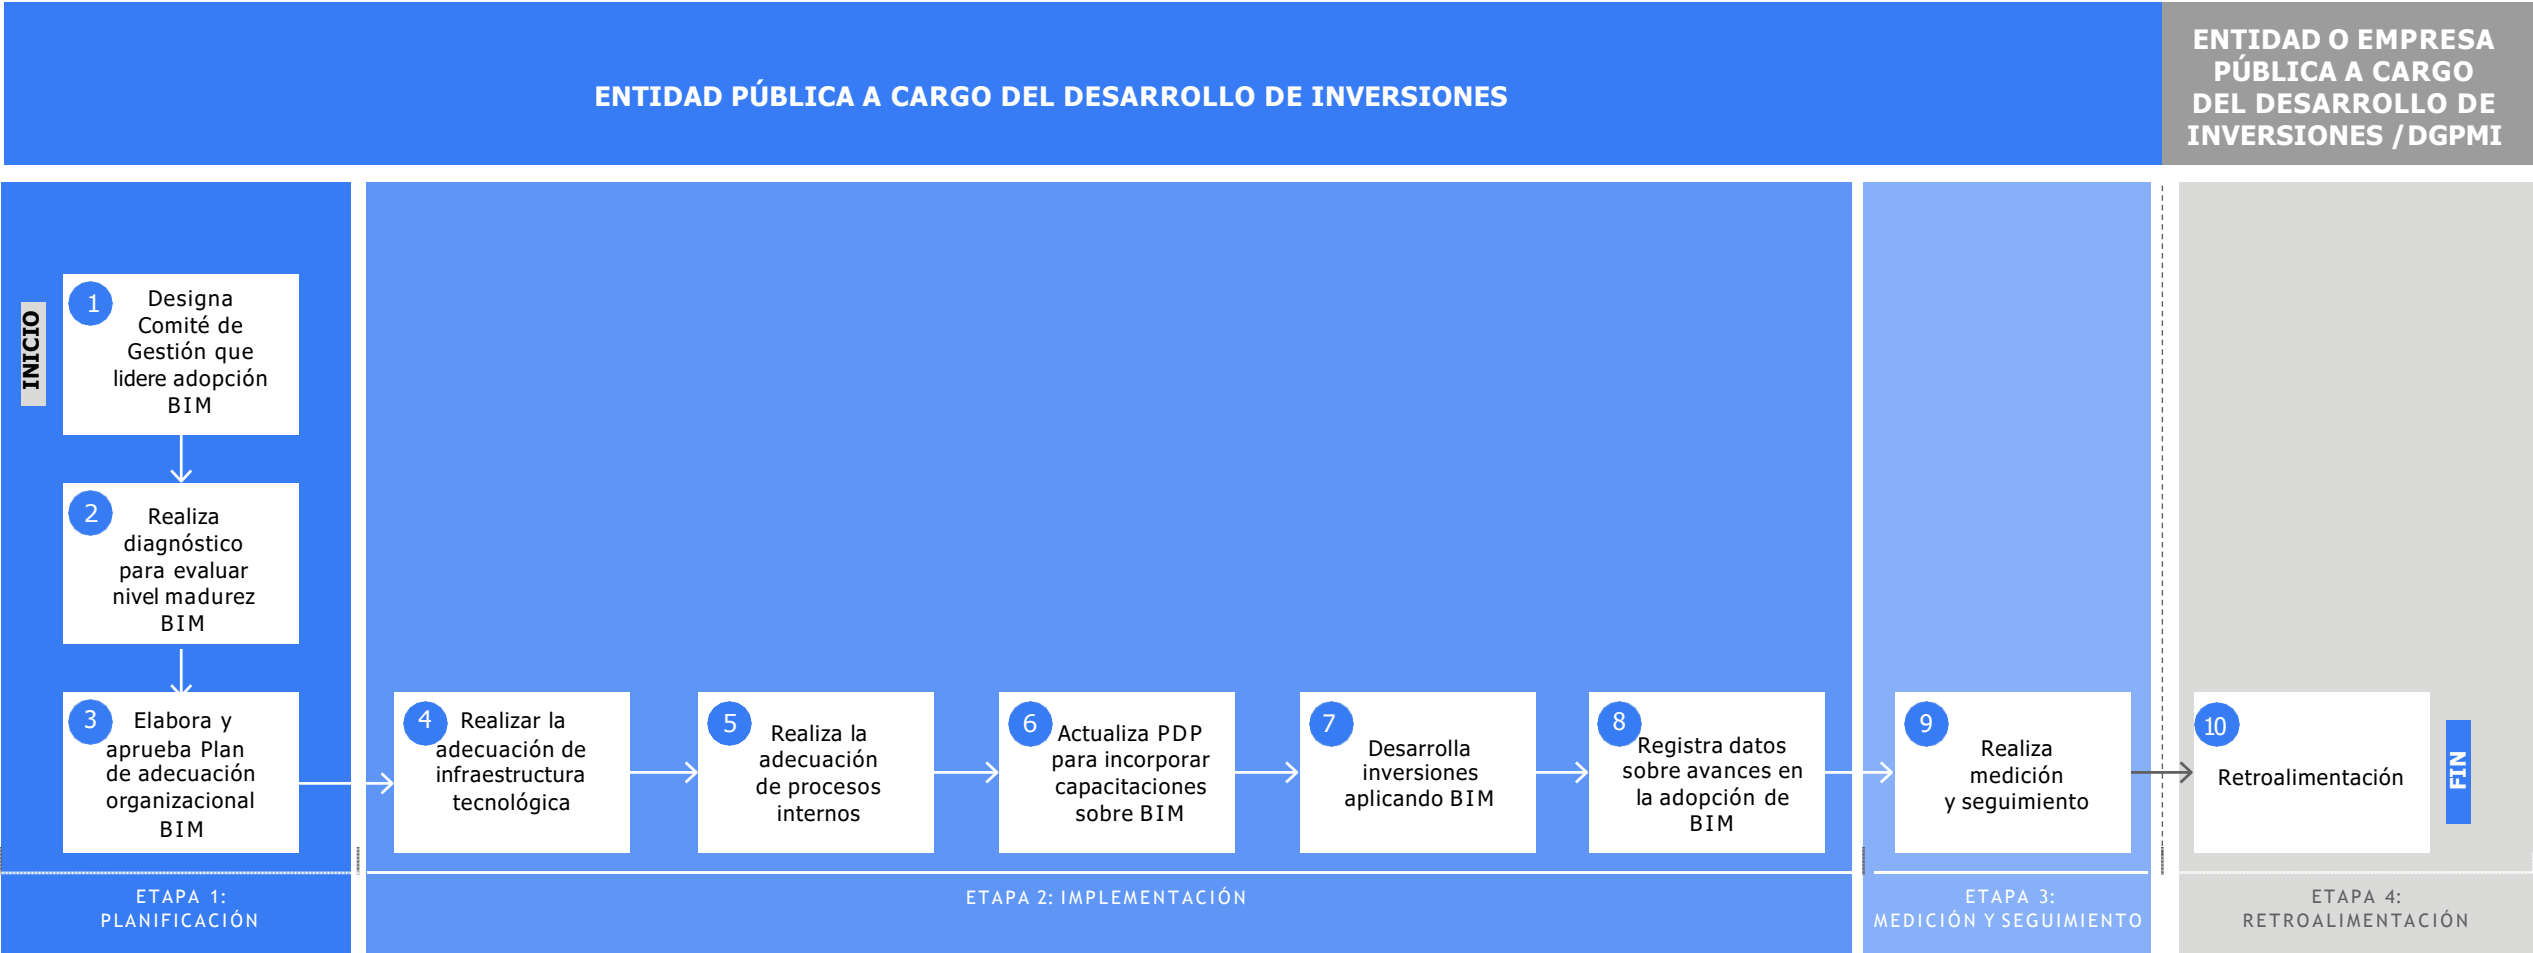 ENTIDAD PÚBLICA A CARGO DEL DESARROLLO DE INVERSIONES
ENTIDAD O EMPRESA
PÚBLICA A CARGO
DEL DESARROLLO DE
INVERSIONES / DGPMI
INICIO
1
Designa
Comité de
Gestión que
lidere adopción
BIM
2
Realiza
diagnóstico
para evaluar
nivel madurez
BIM
3
Elabora y
aprueba Plan
de adecuación
organizacional
BIM
4
Realizar la
adecuación de
infraestructura
tecnológica
5
Realiza la
adecuación
de procesos
internos
6
Actualiza PDP
para incorporar
capacitaciones
sobre BIM
7
Desarrolla
inversiones
aplicando BIM
8
Registra datos
sobre avances en
la adopción de
BIM
9
Realiza
medición
y seguimiento
10
Retroalimentación
FIN
ETAPA 1:
PLANIFICACIÓN
ETAPA 2: IMPLEMENTACIÓN
ETAPA 3:
MEDICIÓN Y SEGUIMIENTO
ETAPA 4:
RETROALIMENTACIÓN